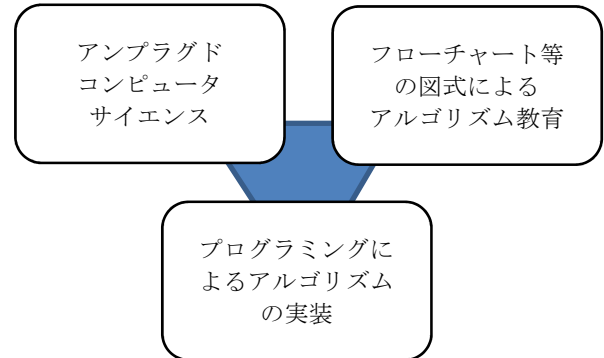 アンプラグド
コンピュータ
サイエンス
フローチャート等
の図式による
アルゴリズム教育
プログラミングに
よるアルゴリズム
の実装